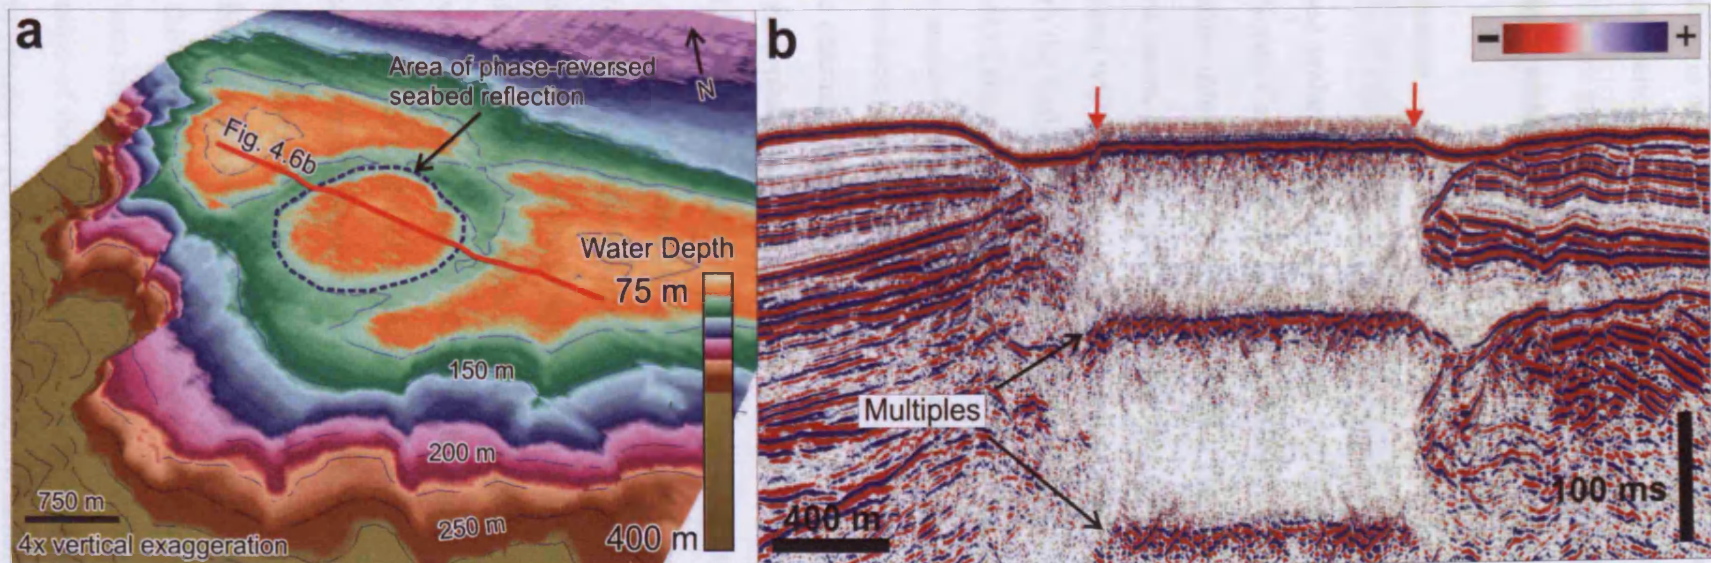 a
Area of phase-reversed
seabed reflection
N
Fig. 4.6b
Water Depth
75 m
150 m
200 m
250 m
400 m
750 m
4x vertical exaggeration
b
- +
Multiples
400 m
100 ms